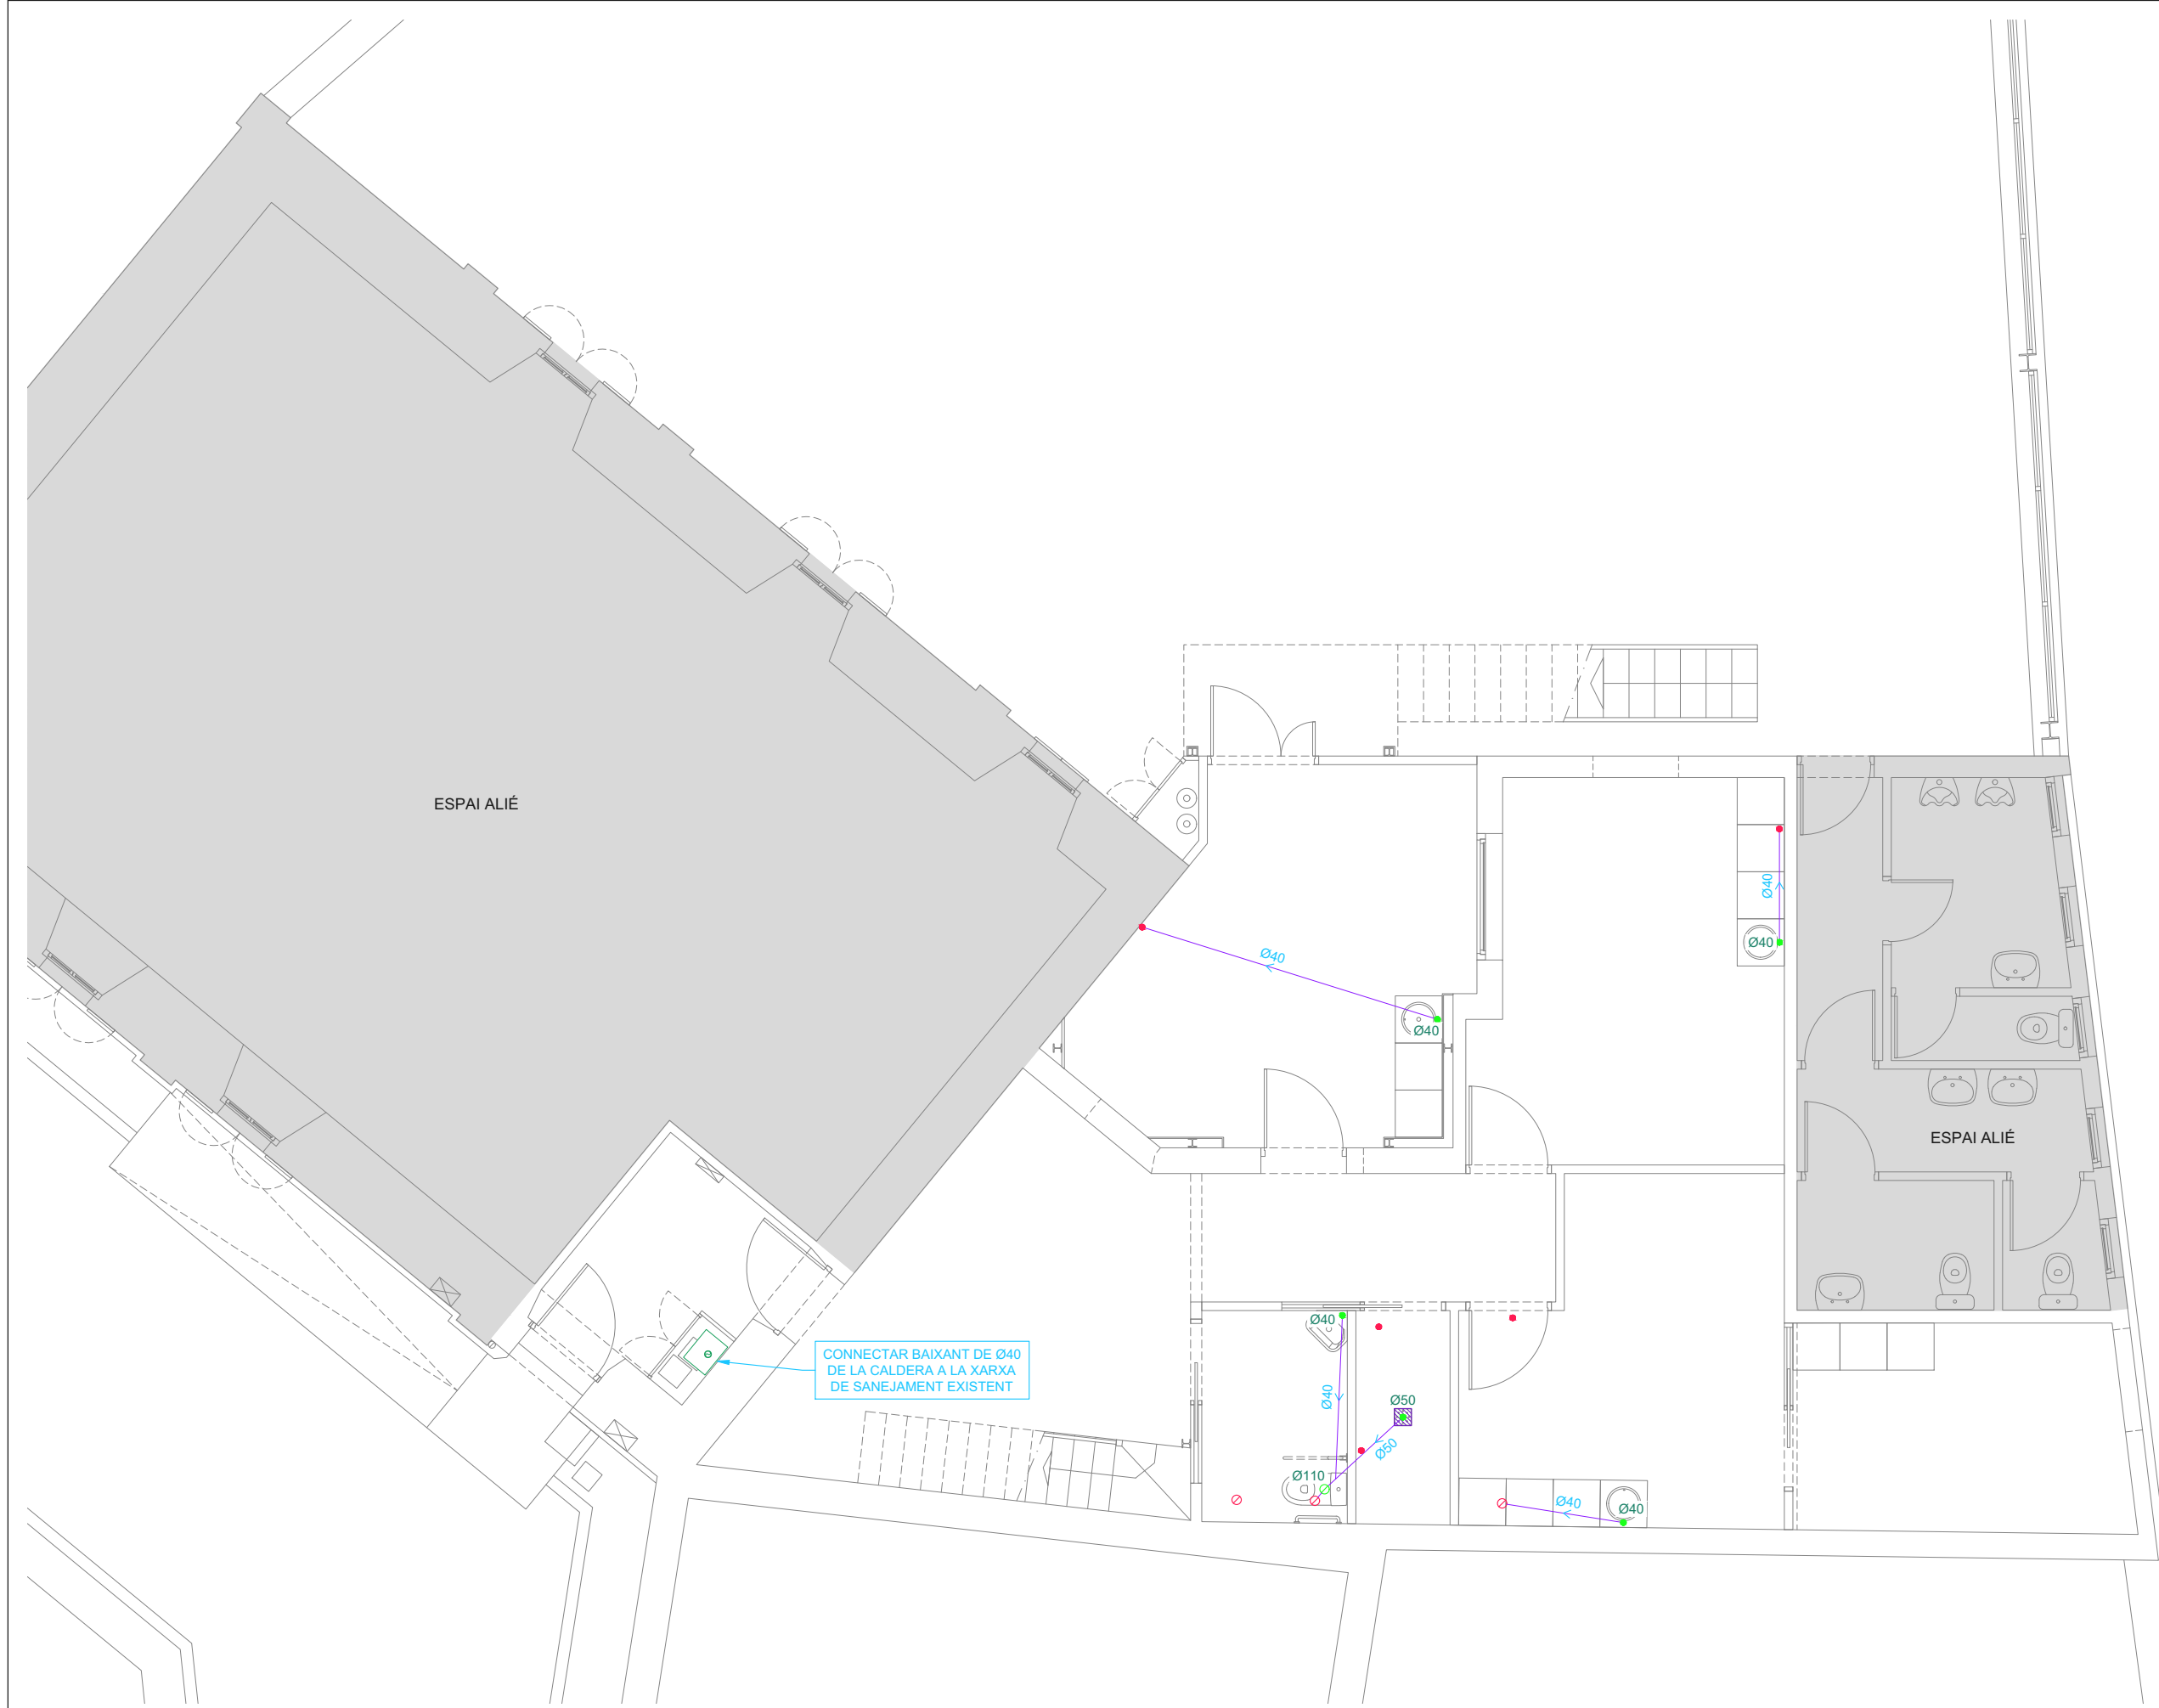 ESPAI ALIÉ
Ø40
Ø40
Ø40
Ø40
ESPAI ALIÉ
Ø40
CONNECTAR BAIXANT DE Ø40
DE LA CALDERA A LA XARXA
DE SANEJAMENT EXISTENT
Ø40
Ø50
Ø50
Ø110
Ø40
Ø40